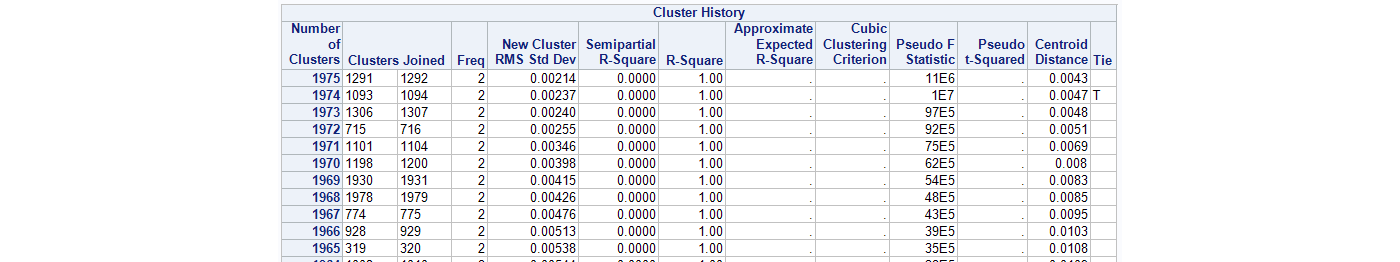 Cluster History
Number of Clusters Clusters Joined Freq New Cluster RMS Std Dev Semipartial R-Square R-Square Approximate Expected R-Square Cubic Clustering Criterion Pseudo F Statistic Pseudo t-Squared Centroid Distance Tie
1975 1291 1292 2 0.00214 0.0000 1.00 . . 11E6 . 0.0043
1974 1093 1094 2 0.00237 0.0000 1.00 . . 1E7 . 0.0047 T
1973 1306 1307 2 0.00240 0.0000 1.00 . . 97E5 . 0.0048
1972 715 716 2 0.00255 0.0000 1.00 . . 92E5 . 0.0051
1971 1101 1104 2 0.00346 0.0000 1.00 . . 75E5 . 0.0069
1970 1198 1200 2 0.00398 0.0000 1.00 . . 62E5 . 0.008
1969 1930 1931 2 0.00415 0.0000 1.00 . . 54E5 . 0.0083
1968 1978 1979 2 0.00426 0.0000 1.00 . . 48E5 . 0.0085
1967 774 775 2 0.00476 0.0000 1.00 . . 43E5 . 0.0095
1966 928 929 2 0.00513 0.0000 1.00 . . 39E5 . 0.0103
1965 319 320 2 0.00538 0.0000 1.00 . . 35E5 . 0.0108